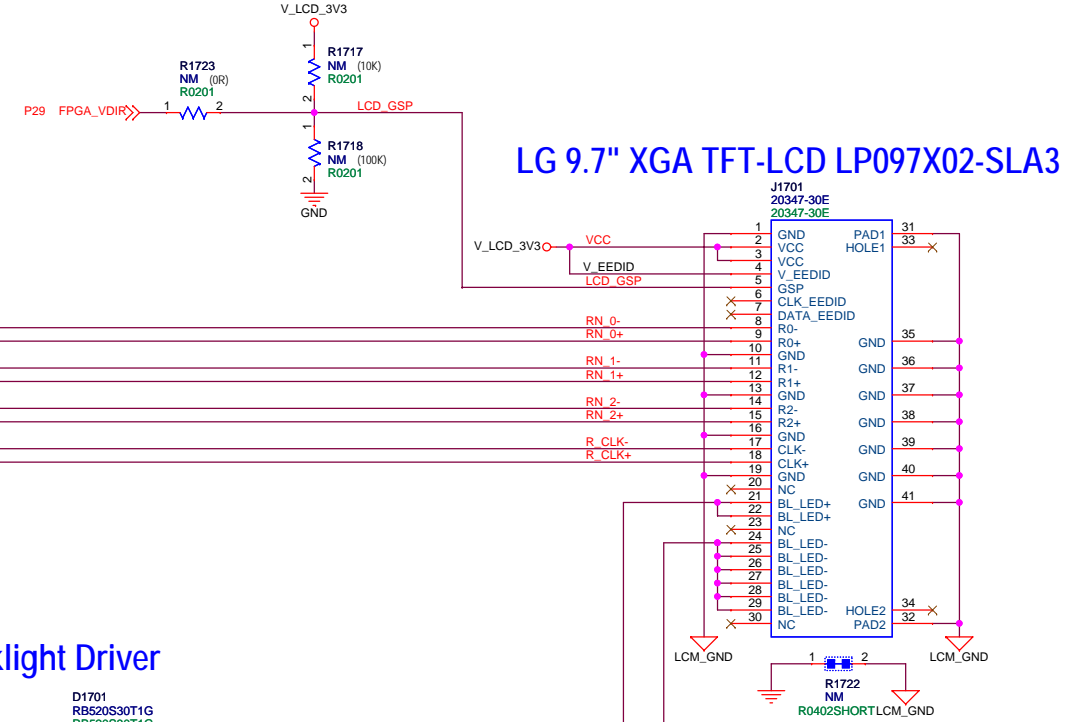 V_LCD_3V3
1
R1717
NM (10K)
R0201
2
R1723
NM (0R)
R0201
P29 FPGA_VDIR
1 2
LCD_GSP
1
R1718
NM (100K)
R0201
2
GND
LG 9.7" XGA TFT-LCD LP097X02-SLA3
J1701
20347-30E
20347-30E
1 GND PAD1 31
V_LCD_3V3 VCC 2 VCC HOLE1 33
3 VCC
V_EEDID 4 V_EEDID
LCD_GSP 5 GSP
6 CLK_EEDID
7 DATA_EEDID
RN_0- 8 R0-
RN_0+ 9 R0+ GND 35
10 GND
RN_1- 11 R1- GND 36
RN_1+ 12 R1+
13 GND GND 37
RN_2- 14 R2-
RN_2+ 15 R2+ GND 38
16 GND
R_CLK- 17 CLK- GND 39
R_CLK+ 18 CLK+
19 GND GND 40
20 NC
21 BL_LED+ GND 41
22 BL_LED+
23 NC
24 BL_LED-
25 BL_LED-
26 BL_LED-
27 BL_LED-
28 BL_LED-
29 BL_LED- HOLE2 34
30 NC PAD2 32
LCM_GND
LCM_GND
1 2
R1722
NM
R0402SHORT LCM_GND
klight Driver
D1701
RB520S30T1G
RB520S30T1G